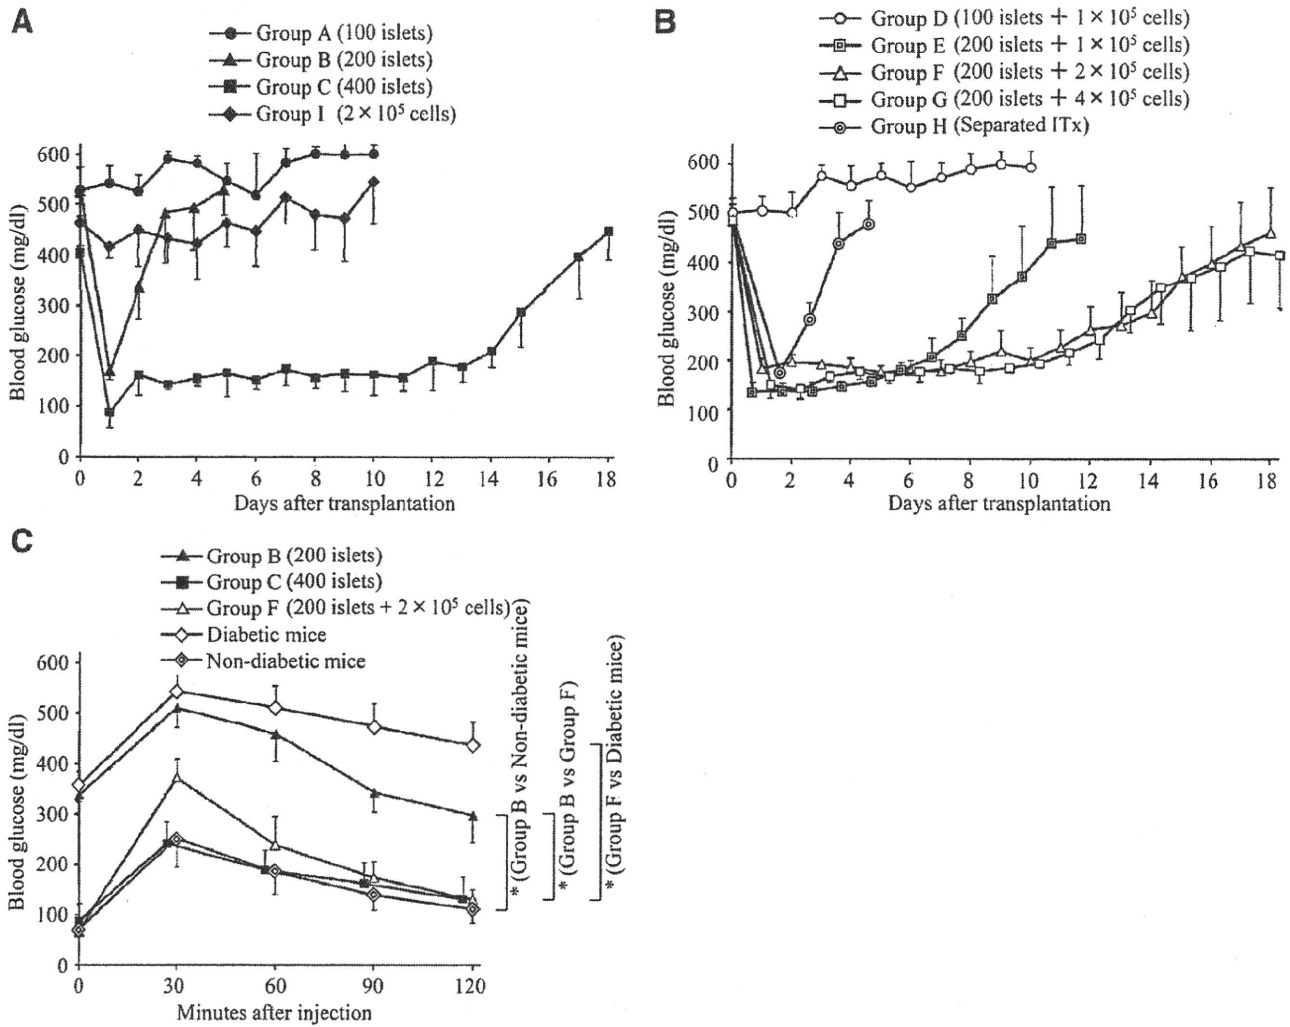 A
Group A (100 islets)
Group B (200 islets)
Group C (400 islets)
Group I (2 × 10⁵ cells)
600
500
400
300
200
100
0
Blood glucose (mg/dl)
0 2 4 6 8 10 12 14 16 18
Days after transplantation
B
Group D (100 islets + 1 × 10⁵ cells)
Group E (200 islets + 1 × 10⁵ cells)
Group F (200 islets + 2 × 10⁵ cells)
Group G (200 islets + 4 × 10⁵ cells)
Group H (Separated ITx)
600
500
400
300
200
100
0
Blood glucose (mg/dl)
0 2 4 6 8 10 12 14 16 18
Days after transplantation
C
Group B (200 islets)
Group C (400 islets)
Group F (200 islets + 2 × 10⁵ cells)
Diabetic mice
Non-diabetic mice
600
500
400
300
200
100
0
Blood glucose (mg/dl)
0 30 60 90 120
Minutes after injection
* (Group B vs Non-diabetic mice)
* (Group B vs Group F)
* (Group F vs Diabetic mice)